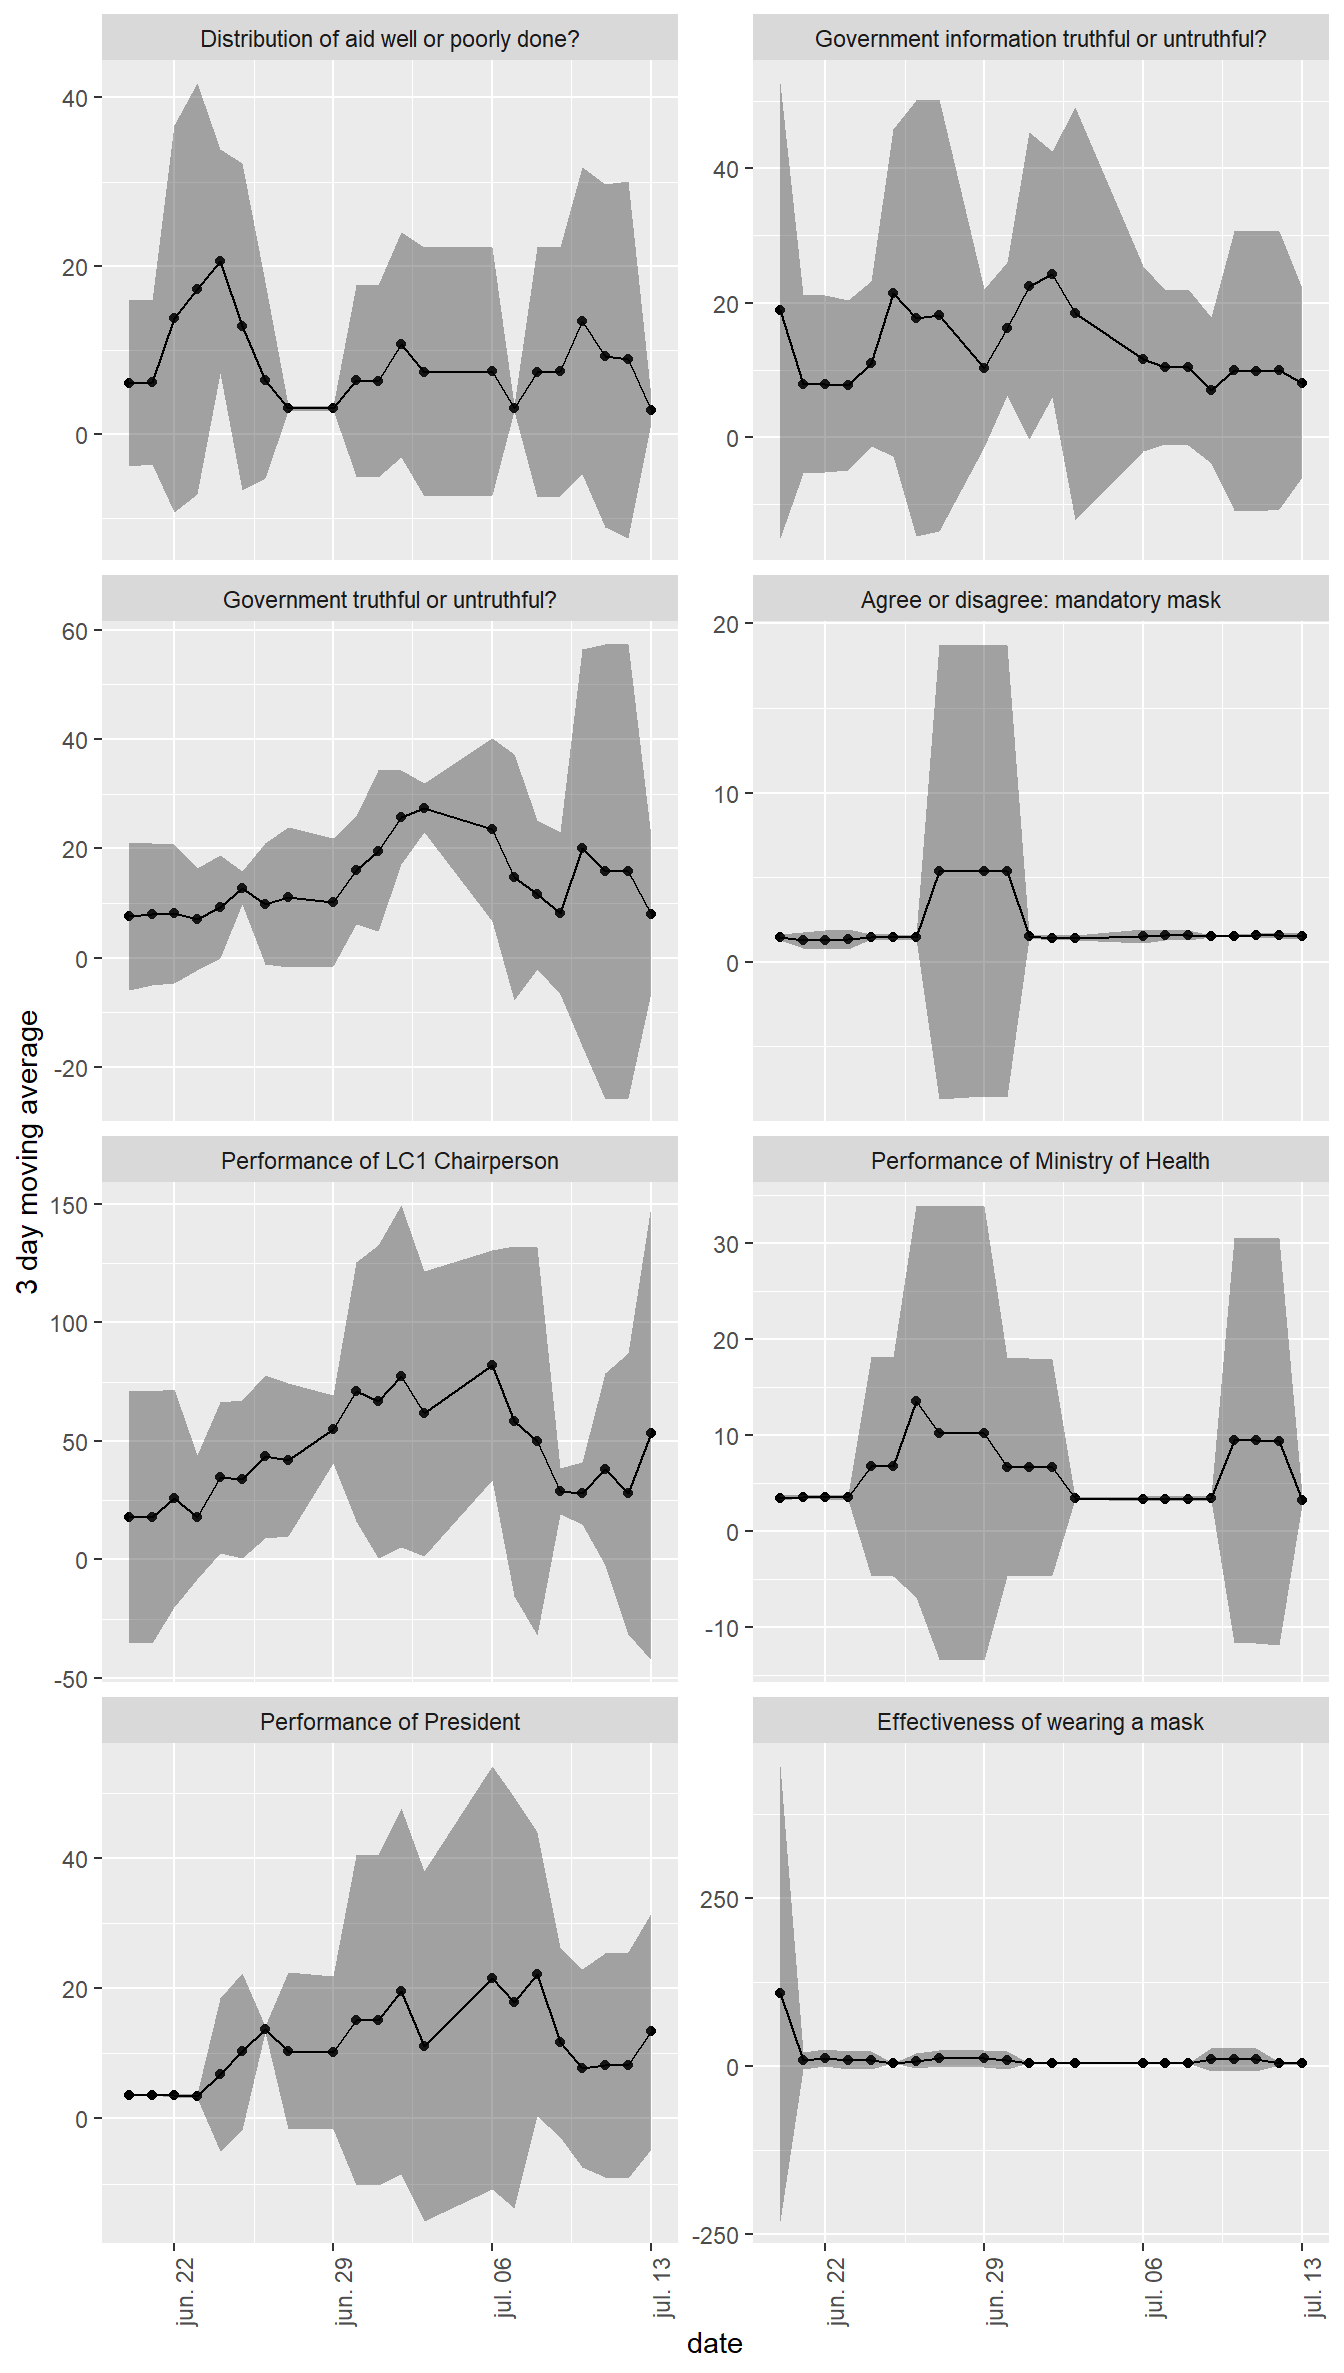 Distribution of aid well or poorly done?
Government information truthful or untruthful?
40
20
0
40
20
0
Government truthful or untruthful?
Agree or disagree: mandatory mask
60
40
20
0
-20
20
10
0
3 day moving average
Performance of LC1 Chairperson
Performance of Ministry of Health
150
100
50
0
-50
30
20
10
0
-10
Performance of President
Effectiveness of wearing a mask
40
20
0
250
0
-250
jun. 22
jun. 29
jul. 06
jul. 13
jun. 22
jun. 29
jul. 06
jul. 13
date